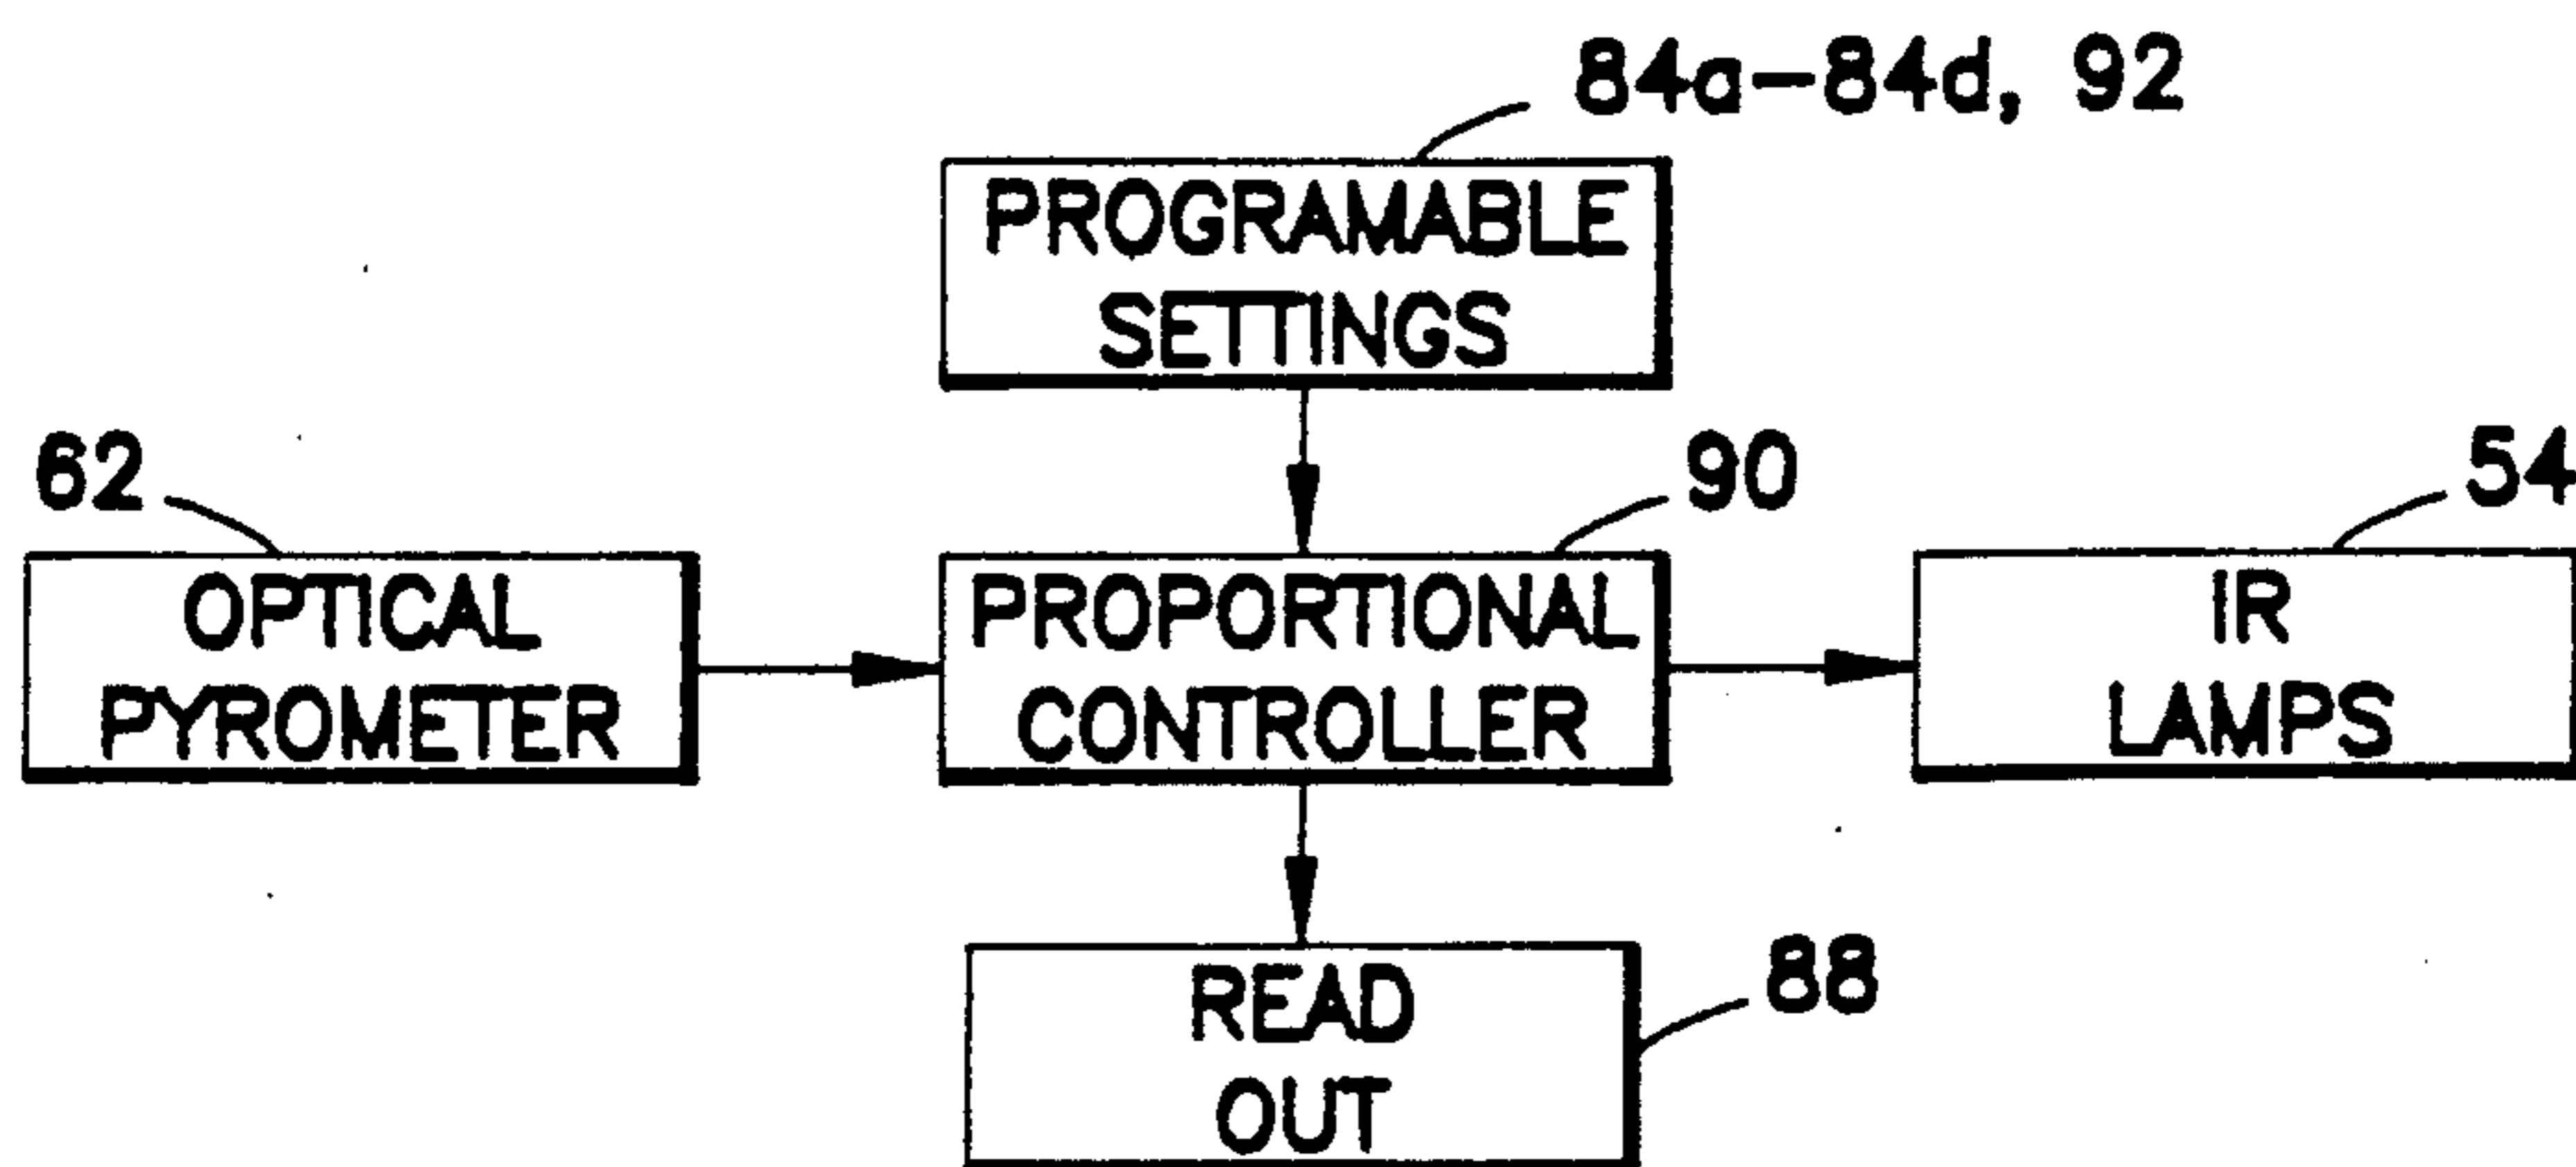 84a-84d, 92
PROGRAMABLE
SETTINGS
62
90
54
OPTICAL
PYROMETER
PROPORTIONAL
CONTROLLER
IR
LAMPS
88
READ
OUT